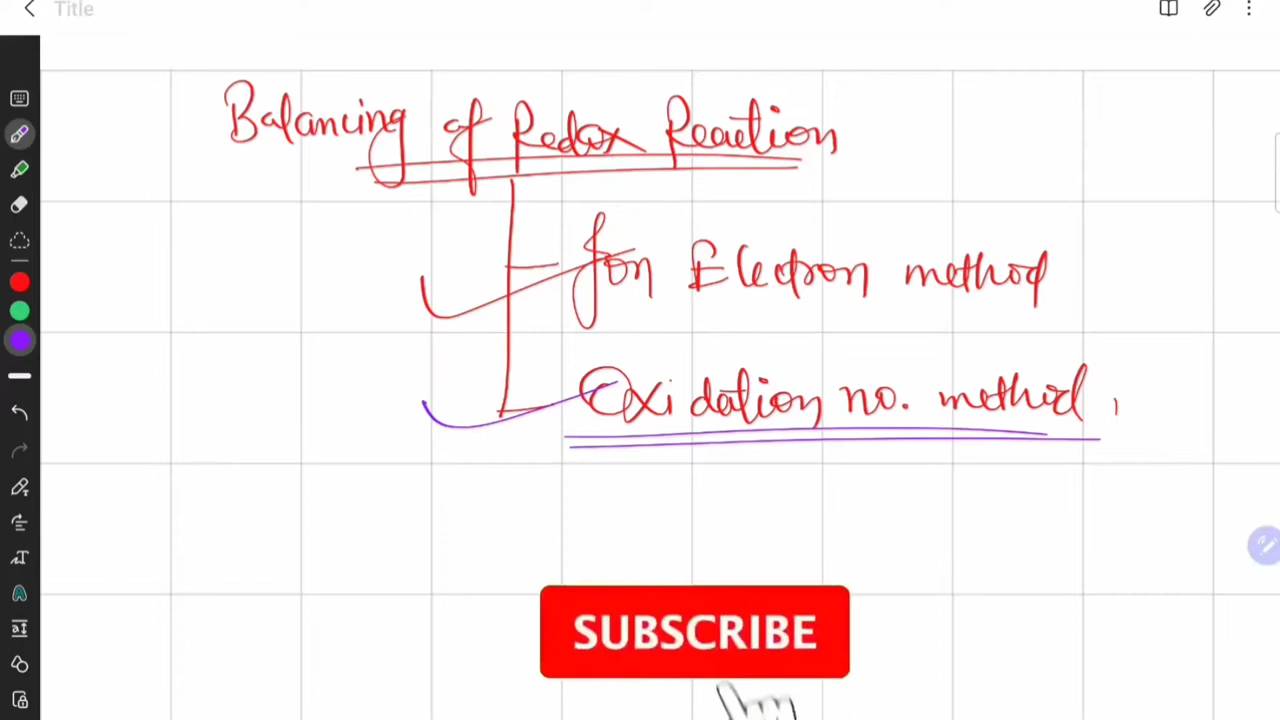 Title
Balancing of Redox Reaction
Ion Electron method
Oxidation no. method
SUBSCRIBE